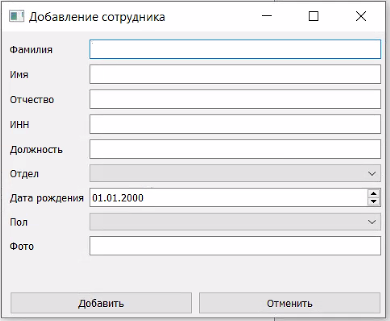 Добавление сотрудника
Фамилия
Имя
Отчество
ИНН
Должность
Отдел
Дата рождения 01.01.2000
Пол
Фото
Добавить Отменить